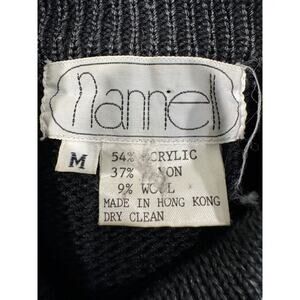 nannell
M
54% ACRYLIC
37%
9% WOOL
MADE IN HONG KONG
DRY CLEAN